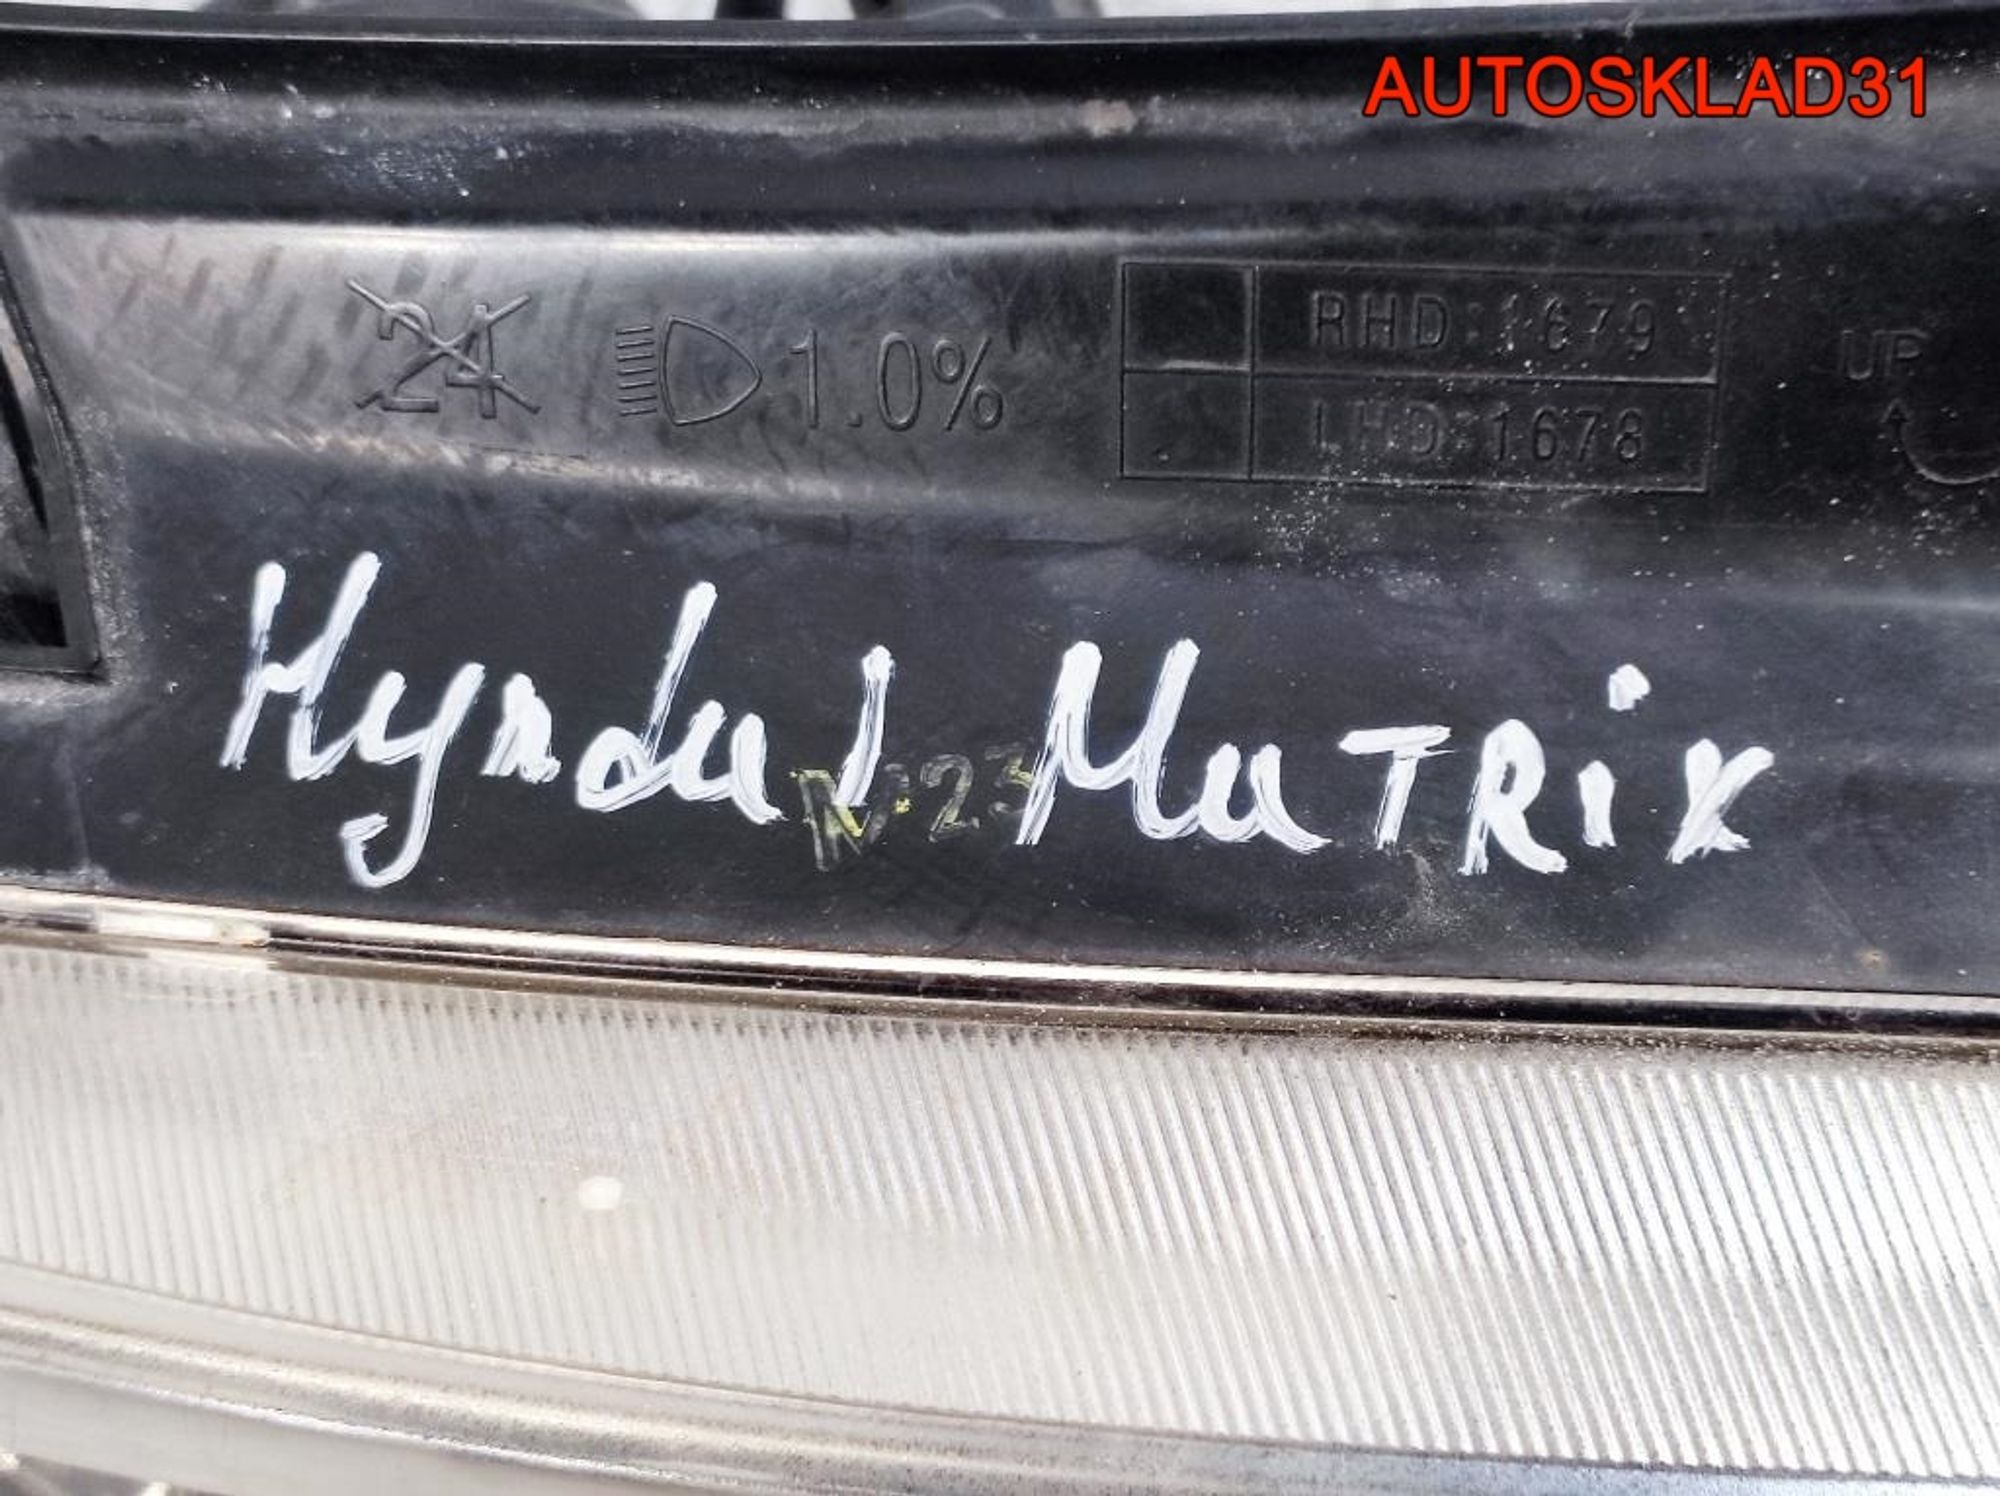 AUTOSKLAD31
24
1.0%
RHD:1679
LHD:1678
UP
Hyndai Matrix